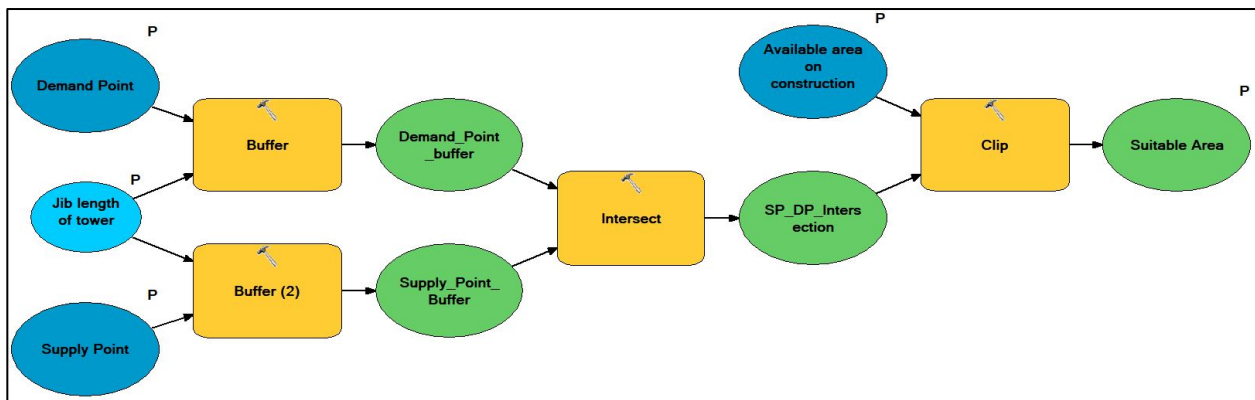 P
Demand Point
Buffer
Demand_Point
_buffer
P
Jib length
of tower
P
Supply Point
Buffer (2)
Supply_Point_
Buffer
Intersect
P
Available area
on
construction
SP_DP_Inters
ection
Clip
P
Suitable Area